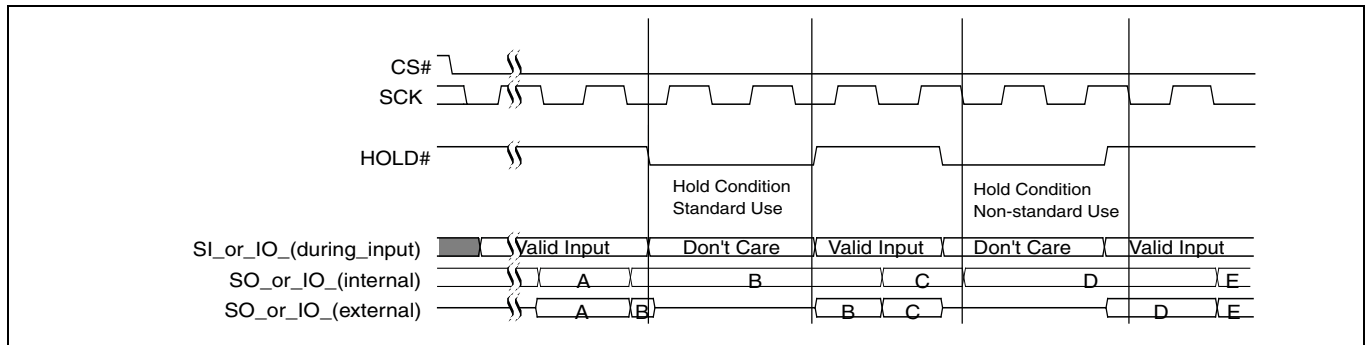 CS#
SCK
HOLD#
Hold Condition
Standard Use
Hold Condition
Non-standard Use
SI_or_IO_(during_input) Valid Input Don't Care Valid Input Don't Care Valid Input
SO_or_IO_(internal) A B C D E
SO_or_IO_(external) A B B C D E